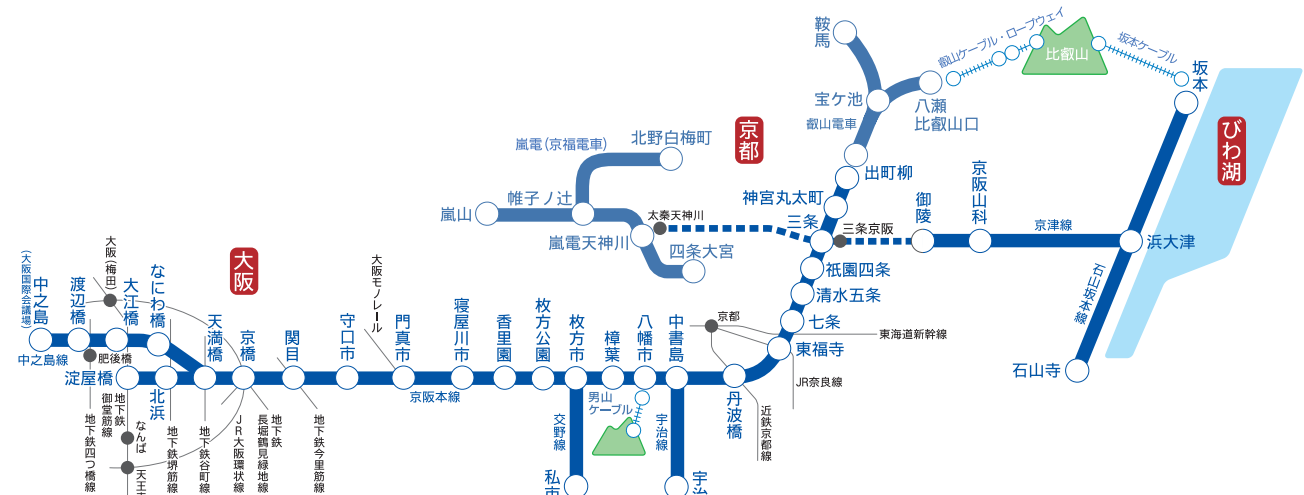 鞍馬
叡山ケーブル・ロープウェイ
比叡山
坂本ケーブル
坂本
宝ケ池
八瀬
比叡山口
叡山電車
びわ湖
京都
嵐電(京福電車)
北野白梅町
出町柳
京阪山科
神宮丸太町
御陵
帷子ノ辻
嵐山
太秦天神川
三条
三条京阪
京津線
浜大津
嵐電天神川
四条大宮
祇園四条
清水五条
石山坂本線
七条
東福寺
石山寺
京都
東海道新幹線
JR奈良線
大阪
(大阪国際会議場)
中之島
渡辺橋
大阪(梅田)
大江橋
なにわ橋
天満橋
京橋
関目
守口市
大阪モノレール
門真市
寝屋川市
香里園
枚方公園
枚方市
樟葉
八幡市
中書島
中之島線
肥後橋
淀屋橋
北浜
京阪本線
丹波橋
近鉄京都線
男山
ケーブル
交野線
宇治線
私市
宇治
地下鉄四つ橋線
地下鉄
御堂筋線
なんば
天王寺
地下鉄堺筋線
地下鉄谷町線
JR大阪環状線
地下鉄
長堀鶴見緑地線
地下鉄今里筋線